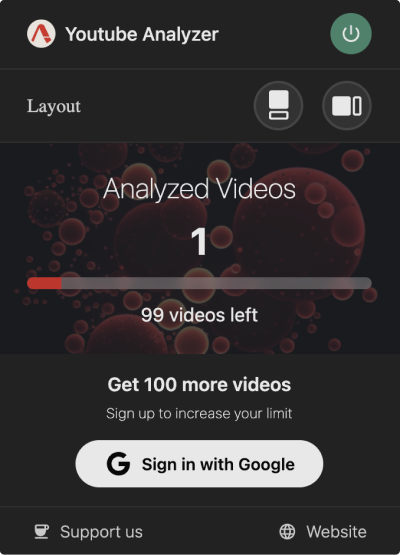 Youtube Analyzer
Layout
Analyzed Videos
1
99 videos left
Get 100 more videos
Sign up to increase your limit
Sign in with Google
Support us
Website